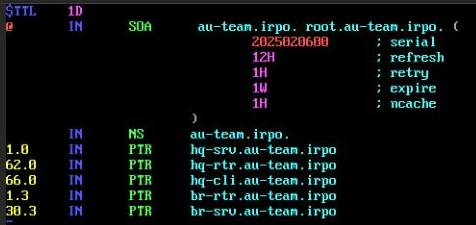 $TTL 1D
@ IN SOA au-team.irpo. root.au-team.irpo. (
2025020600 ; serial
12H ; refresh
1H ; retry
1W ; expire
1H ; ncache
)
IN NS au-team.irpo.
1.0 IN PTR hq-srv.au-team.irpo
62.0 IN PTR hq-rtr.au-team.irpo
66.0 IN PTR hq-cli.au-team.irpo
1.3 IN PTR br-rtr.au-team.irpo
30.3 IN PTR br-srv.au-team.irpo
~